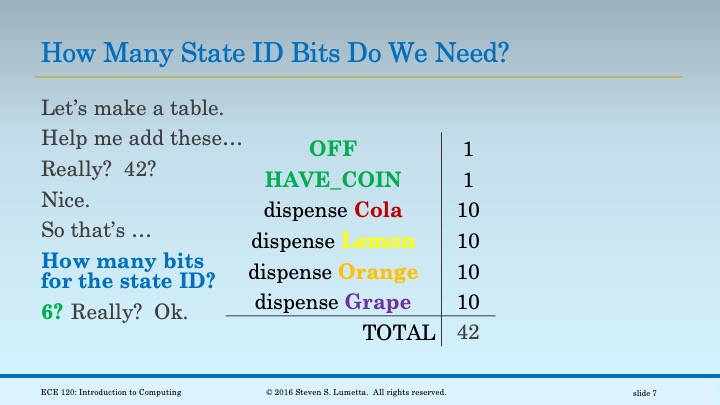 How Many State ID Bits Do We Need?
Let's make a table.
Help me add these…
Really?  42?
Nice.
So that's …
How many bits
for the state ID?
6? Really?  Ok.
OFF 1
HAVE_COIN 1
dispense Cola 10
dispense Lemon 10
dispense Orange 10
dispense Grape 10
TOTAL 42
ECE 120: Introduction to Computing
© 2016 Steven S. Lumetta.  All rights reserved.
slide 7